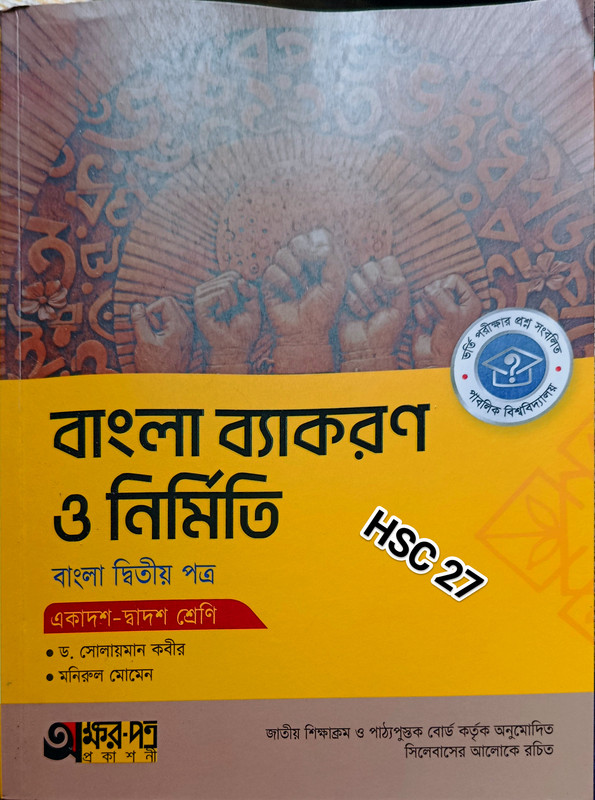 ভর্তি পরীক্ষার প্রশ্ন সংবলিত
পাবলিক বিশ্ববিদ্যালয়
বাংলা ব্যাকরণ
ও নির্মিতি
বাংলা দ্বিতীয় পত্র
HSC 27
একাদশ-দ্বাদশ শ্রেণি
• ড. সোলায়মান কবীর
• মনিরুল মোমেন
অক্ষর-পত্র
প্রকাশনী
জাতীয় শিক্ষাক্রম ও পাঠ্যপুস্তক বোর্ড কর্তৃক অনুমোদিত
সিলেবাসের আলোকে রচিত